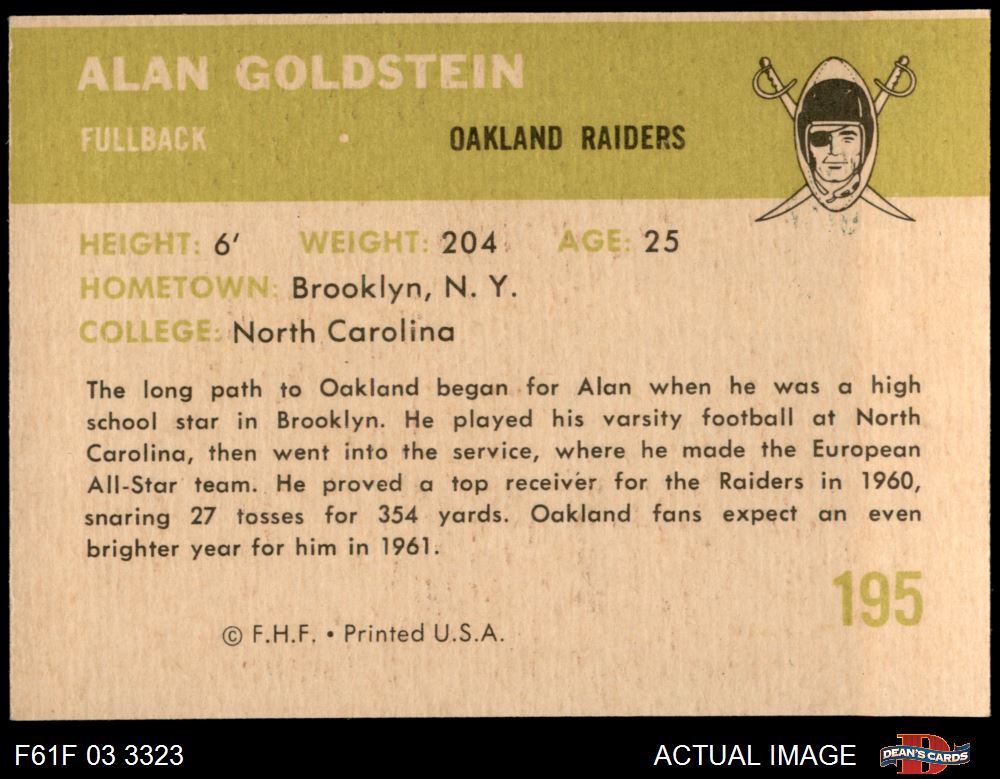 ALAN GOLDSTEIN
FULLBACK • OAKLAND RAIDERS
HEIGHT: 6′ WEIGHT: 204 AGE: 25
HOMETOWN: Brooklyn, N. Y.
COLLEGE: North Carolina
The long path to Oakland began for Alan when he was a high
school star in Brooklyn. He played his varsity football at North
Carolina, then went into the service, where he made the European
All-Star team. He proved a top receiver for the Raiders in 1960,
snaring 27 tosses for 354 yards. Oakland fans expect an even
brighter year for him in 1961.
195
© F.H.F. • Printed U.S.A.
F61F 03 3323 ACTUAL IMAGE D DEAN'S CARDS